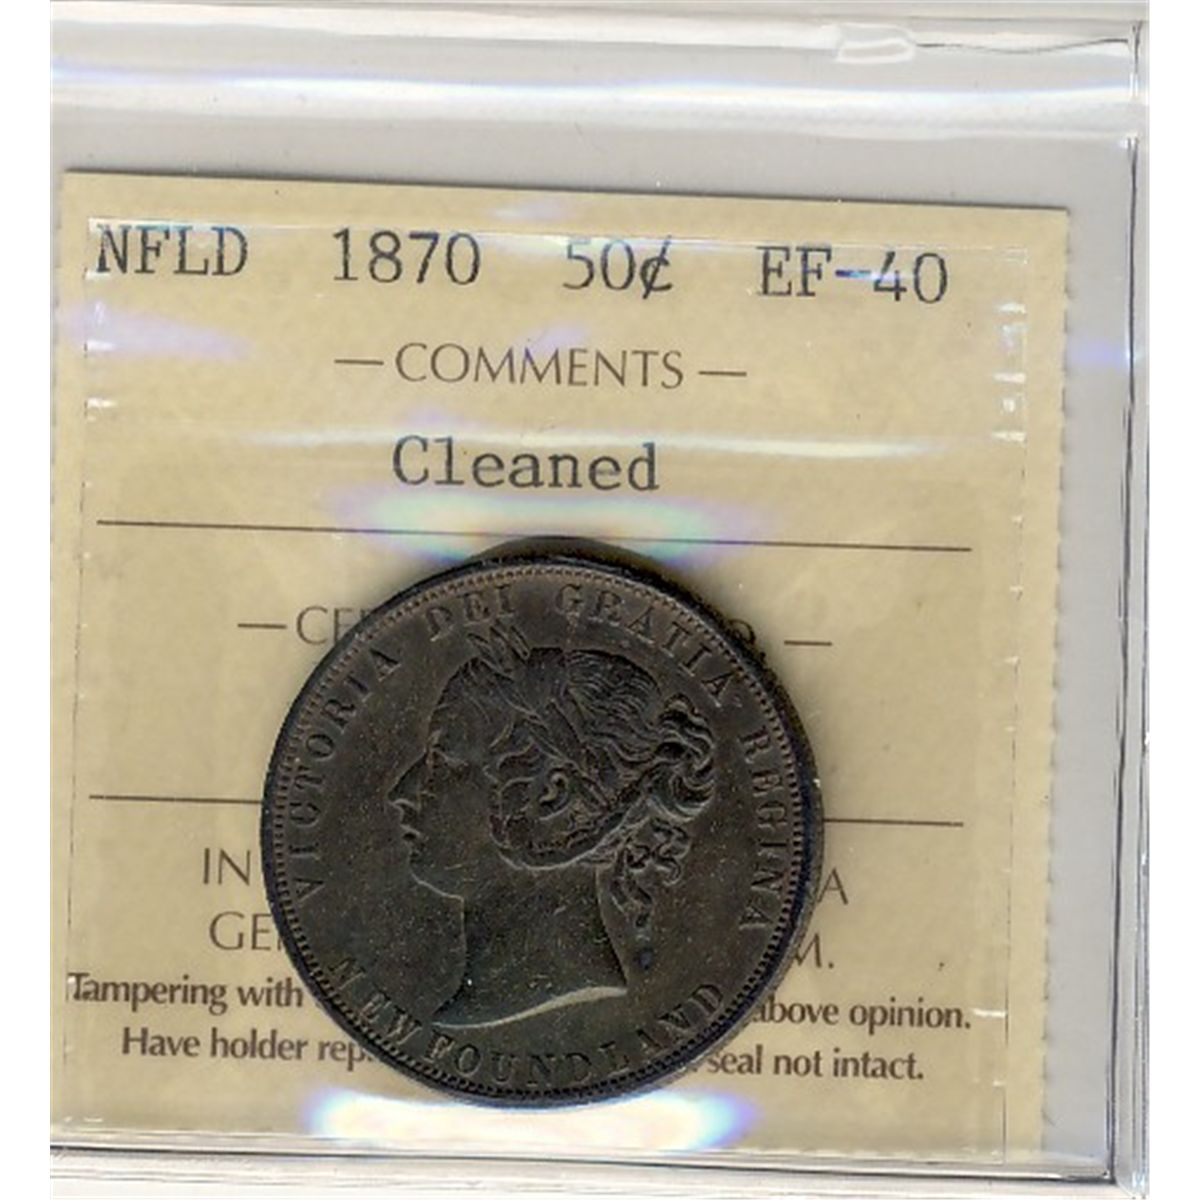 NFLD 1870 50¢ EF-40
— COMMENTS —
Cleaned
VICTORIA DEI GRATIA REGINA
NEWFOUNDLAND
IN
M.
Tampering with above opinion.
Have holder seal not intact.